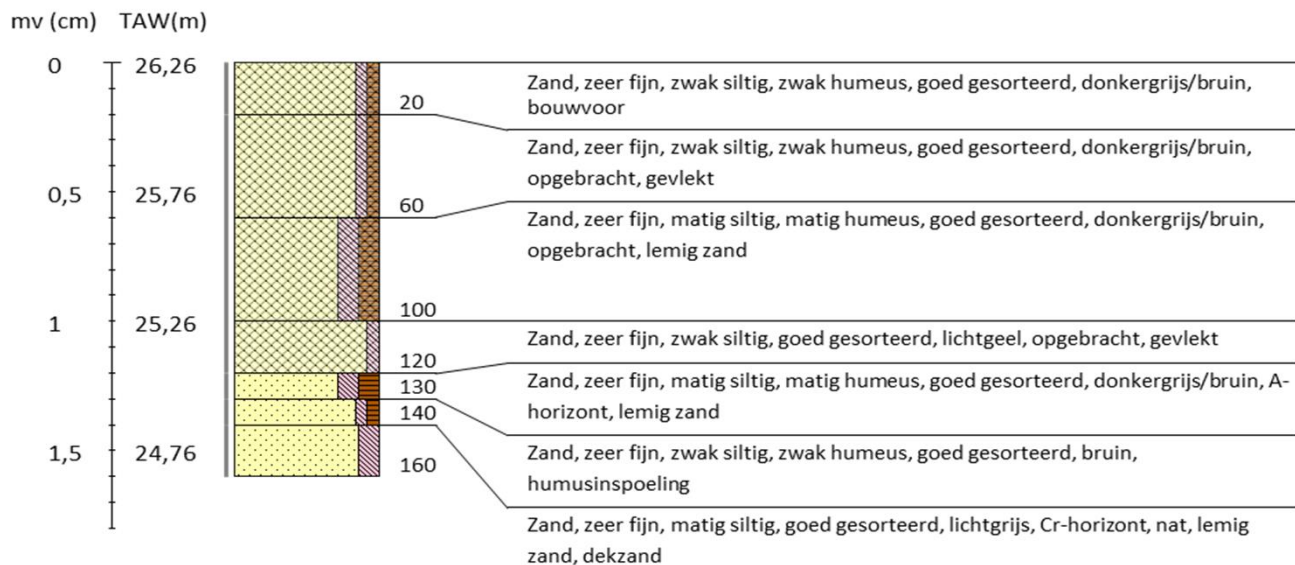 mv (cm) TAW(m)
0 26,26
Zand, zeer fijn, zwak siltig, zwak humeus, goed gesorteerd, donkergrijs/bruin,
bouwvoor
20
Zand, zeer fijn, zwak siltig, zwak humeus, goed gesorteerd, donkergrijs/bruin,
opgebracht, gevlekt
0,5 25,76
60
Zand, zeer fijn, matig siltig, matig humeus, goed gesorteerd, donkergrijs/bruin,
opgebracht, lemig zand
100
1 25,26
Zand, zeer fijn, zwak siltig, goed gesorteerd, lichtgeel, opgebracht, gevlekt
120
130
Zand, zeer fijn, matig siltig, matig humeus, goed gesorteerd, donkergrijs/bruin, A-
horizont, lemig zand
140
1,5 24,76
160
Zand, zeer fijn, zwak siltig, zwak humeus, goed gesorteerd, bruin,
humusinspoeling
Zand, zeer fijn, matig siltig, goed gesorteerd, lichtgrijs, Cr-horizont, nat, lemig
zand, dekzand